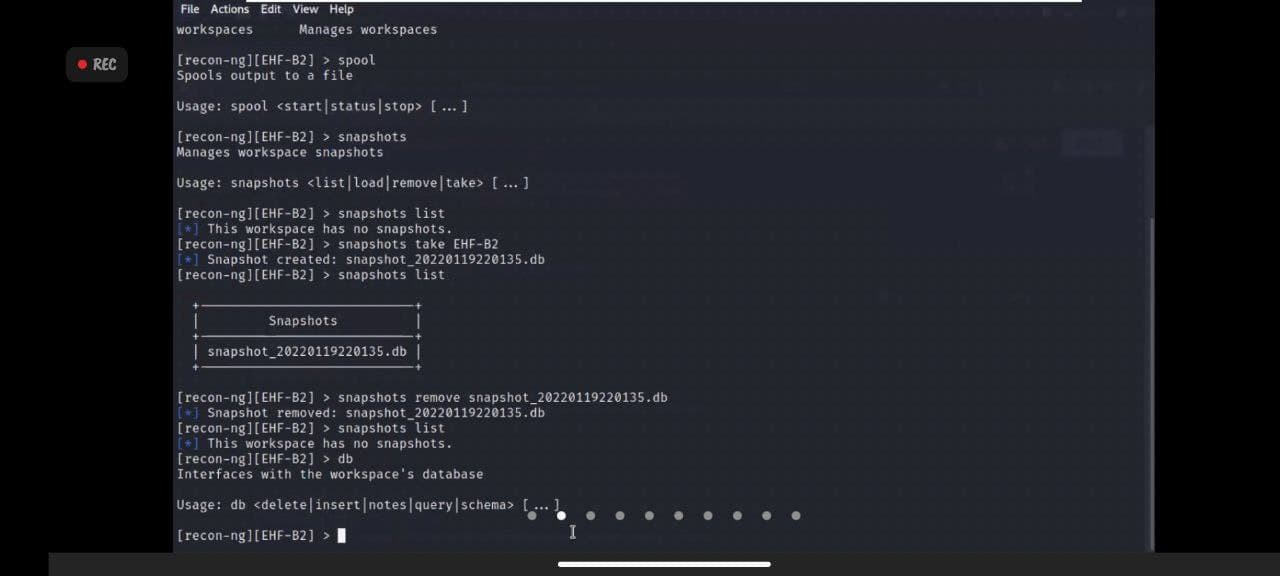 File Actions Edit View Help
workspaces Manages workspaces
REC
[recon-ng][EHF-B2] > spool
Spools output to a file
Usage: spool <start|status|stop> [...]
[recon-ng][EHF-B2] > snapshots
Manages workspace snapshots
Usage: snapshots <list|load|remove|take> [...]
[recon-ng][EHF-B2] > snapshots list
[*] This workspace has no snapshots.
[recon-ng][EHF-B2] > snapshots take EHF-B2
[*] Snapshot created: snapshot_20220119220135.db
[recon-ng][EHF-B2] > snapshots list
Snapshots
snapshot_20220119220135.db
[recon-ng][EHF-B2] > snapshots remove snapshot_20220119220135.db
[*] Snapshot removed: snapshot_20220119220135.db
[recon-ng][EHF-B2] > snapshots list
[*] This workspace has no snapshots.
[recon-ng][EHF-B2] > db
Interfaces with the workspace's database
Usage: db <delete|insert|notes|query|schema> [...]
[recon-ng][EHF-B2] >